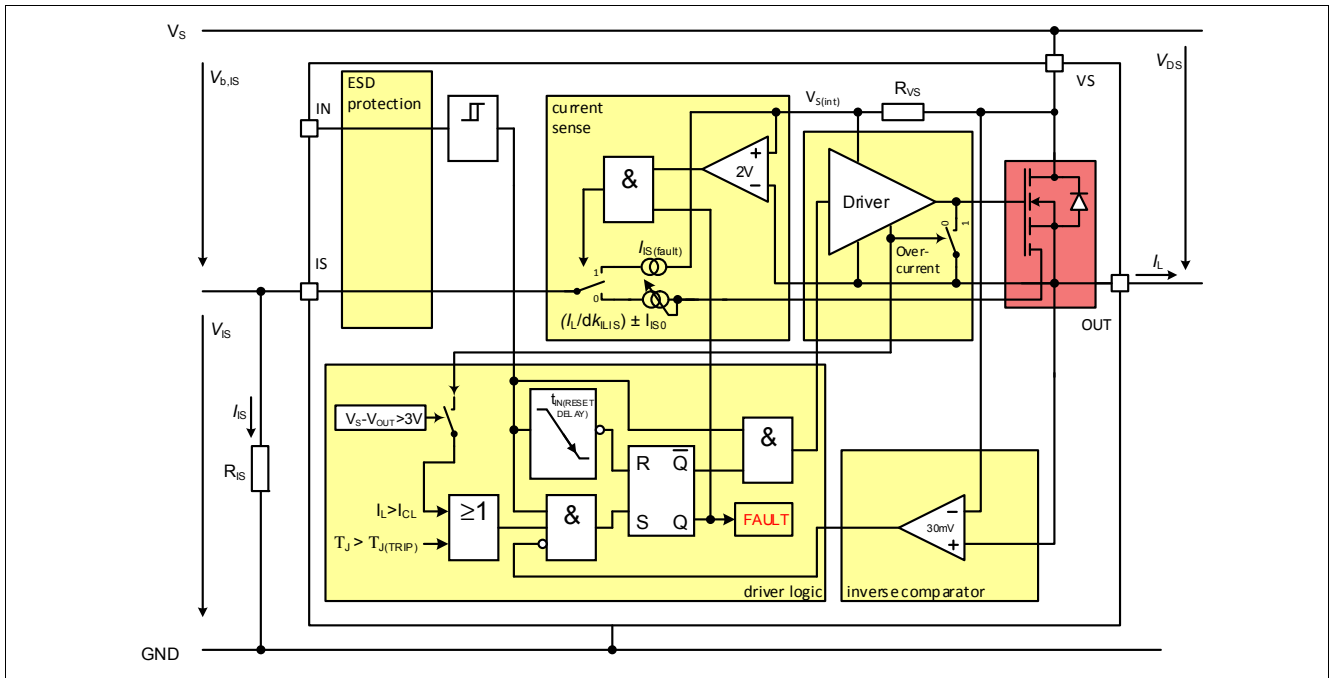 VS
Vb,IS
VDS
VS
ESD
protection
IN
current
sense
VS(int)
RVS
+
2V
−
&
Driver
0
1
Over-
current
IIS(fault)
1
0
(IL/dkILIS) ± IIS0
IS
IL
OUT
VIS
IIS
RIS
VS-VOUT>3V
tIN(RESET
DELAY)
&
R
Q
S
Q
IL>ICL
≥1
&
TJ > TJ(TRIP)
FAULT
−
30mV
+
driver logic
inverse comparator
GND